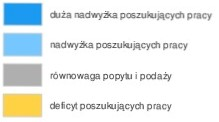 duża nadwyżka poszukujących pracy
nadwyżka poszukujących pracy
równowaga popytu i podaży
deficyt poszukujących pracy